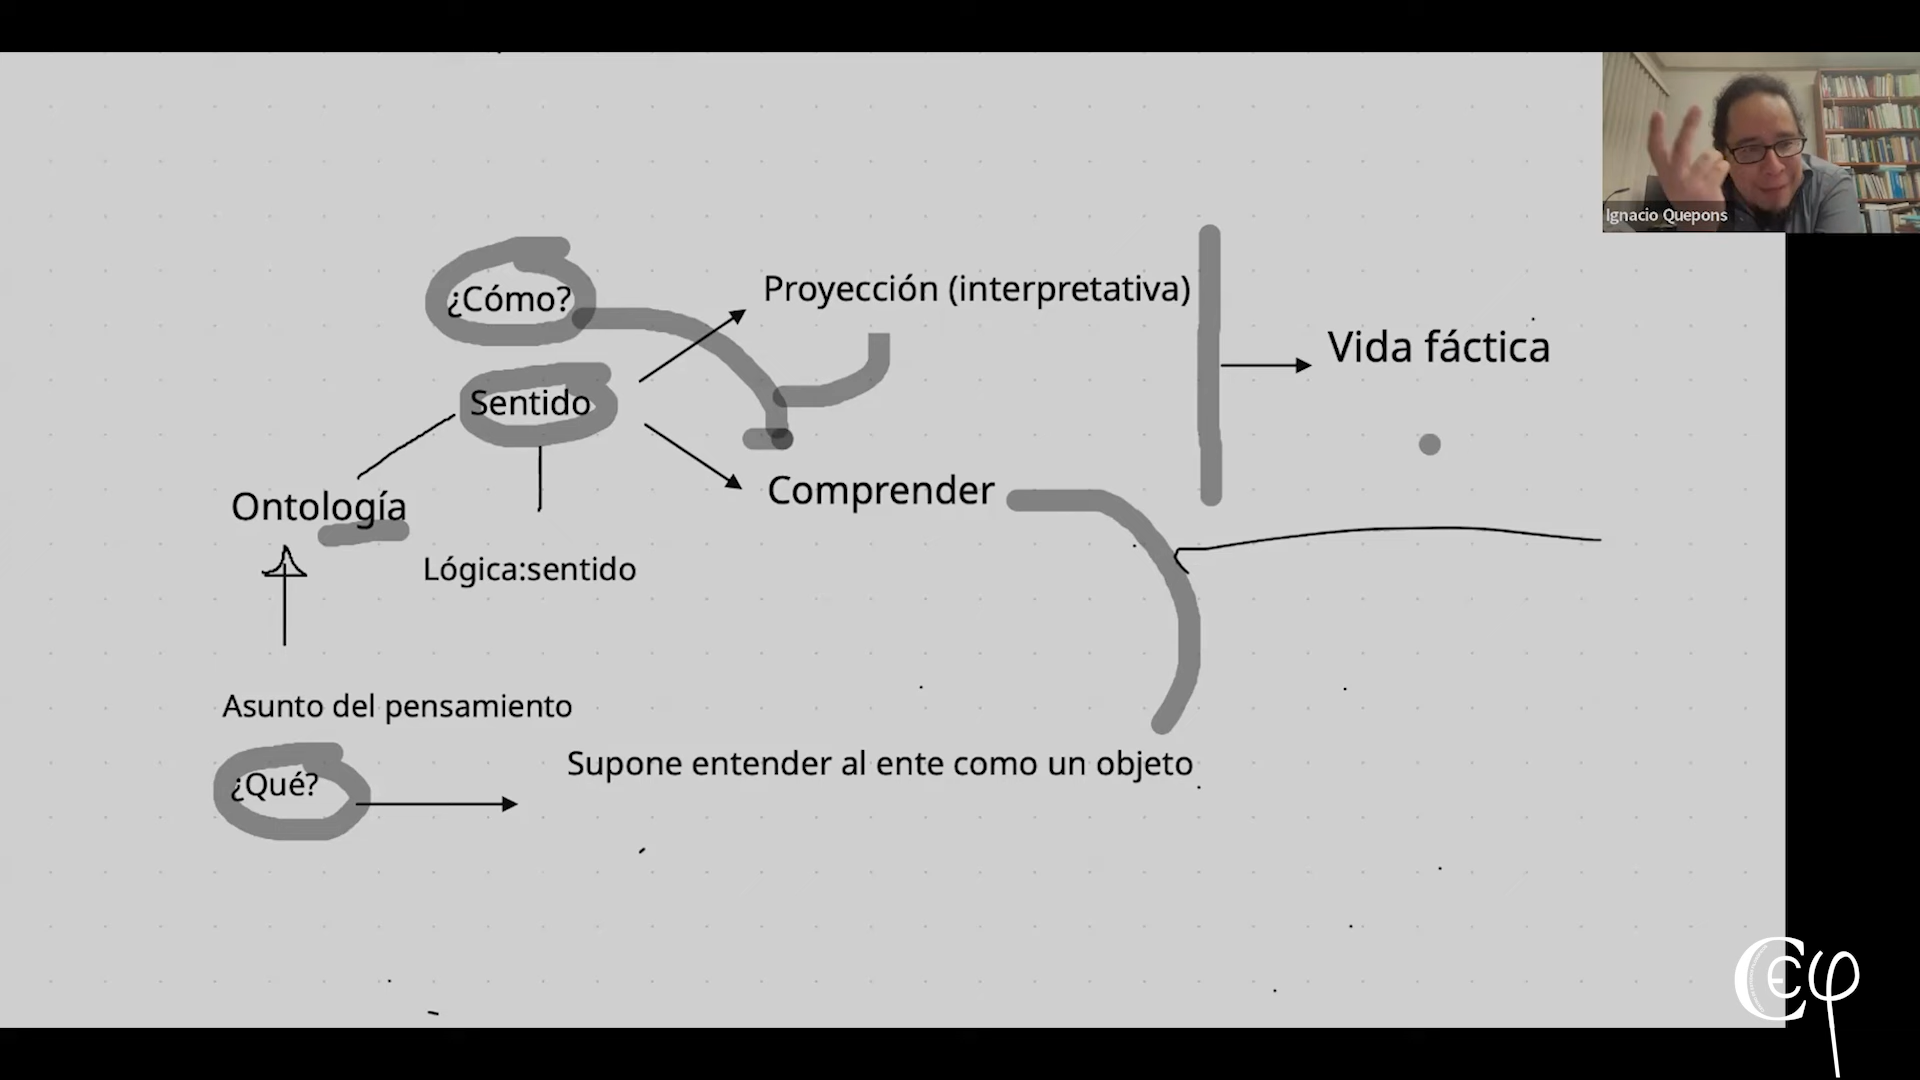 Ignacio Quepons
¿Cómo?
Proyección (interpretativa)
Vida fáctica
Sentido
Comprender
Ontología
Lógica:sentido
Asunto del pensamiento
Supone entender al ente como un objeto
¿Qué?